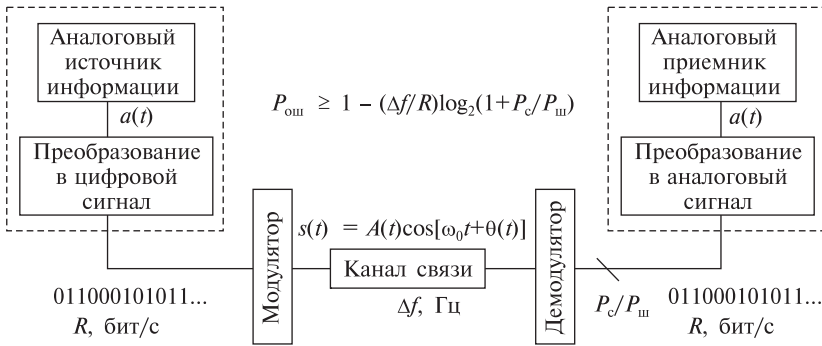 Аналоговый
источник
информации
a(t)
Преобразование
в цифровой
сигнал
011000101011...
R, бит/с
Модулятор
P_ош ≥ 1 – (Δf/R)log₂(1+P_с/P_ш)
s(t) = A(t)cos[ω₀t+θ(t)]
Канал связи
Δf, Гц
Демодулятор
P_с/P_ш
Аналоговый
приемник
информации
a(t)
Преобразование
в аналоговый
сигнал
011000101011...
R, бит/с